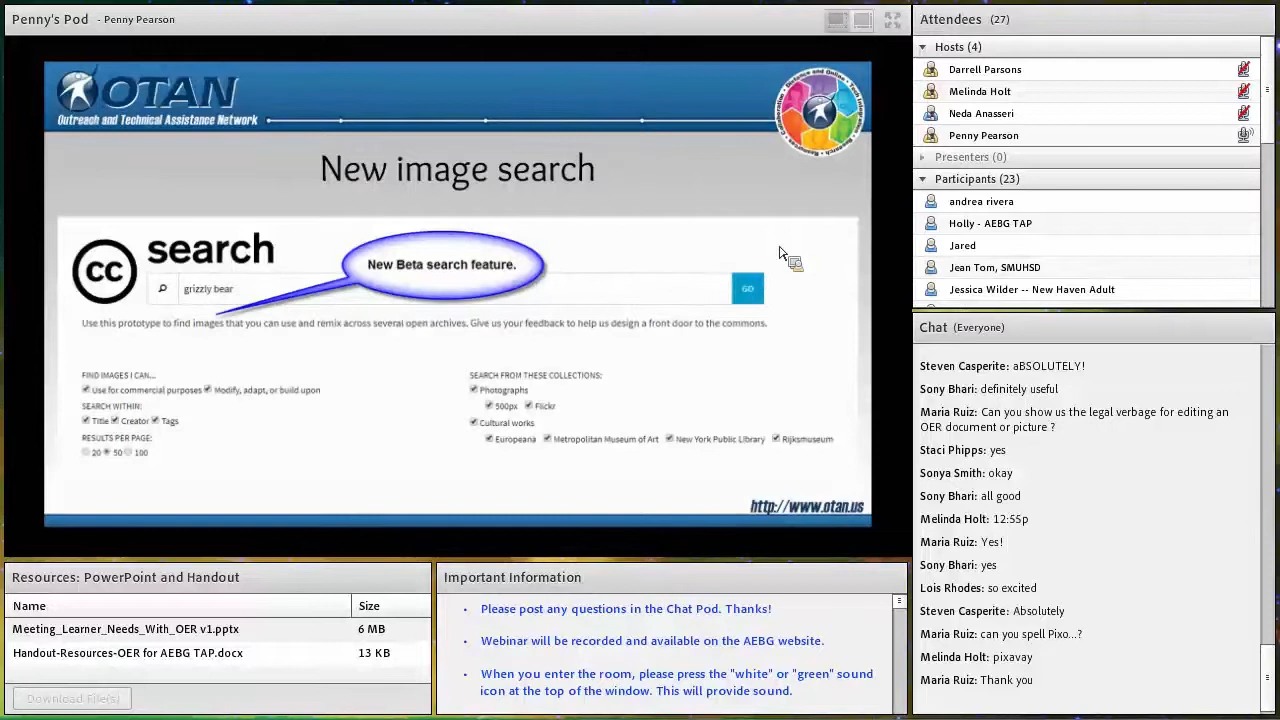 Penny's Pod - Penny Pearson
OTAN
Outreach and Technical Assistance Network
New image search
cc
search
New Beta search feature.
grizzly bear
GO
Use this prototype to find images that you can use and remix across several open archives. Give us your feedback to help us design a front door to the commons.
FIND IMAGES I CAN...
Use for commercial purposes Modify, adapt, or build upon
SEARCH WITHIN:
Title Creator Tags
RESULTS PER PAGE:
20 50 100
SEARCH FROM THESE COLLECTIONS:
Photographs
500px Flickr
Cultural works
Europeana Metropolitan Museum of Art New York Public Library Rijksmuseum
http://www.otan.us
Attendees (27)
Hosts (4)
Darrell Parsons
Melinda Holt
Neda Anasseri
Penny Pearson
Presenters (0)
Participants (23)
andrea rivera
Holly - AEBG TAP
Jared
Jean Tom, SMUHSD
Jessica Wilder -- New Haven Adult
Chat (Everyone)
Steven Casperite: aBSOLUTELY!
Sony Bhari: definitely useful
Maria Ruiz: Can you show us the legal verbage for editing an
OER document or picture ?
Staci Phipps: yes
Sonya Smith: okay
Sony Bhari: all good
Melinda Holt: 12:55p
Maria Ruiz: Yes!
Sony Bhari: yes
Lois Rhodes: so excited
Steven Casperite: Absolutely
Maria Ruiz: can you spell Pixo...?
Melinda Holt: pixavay
Maria Ruiz: Thank you
Resources: PowerPoint and Handout
Name Size
Meeting_Learner_Needs_With_OER v1.pptx 6 MB
Handout-Resources-OER for AEBG TAP.docx 13 KB
Download File(s)
Important Information
• Please post any questions in the Chat Pod. Thanks!
• Webinar will be recorded and available on the AEBG website.
• When you enter the room, please press the "white" or "green" sound
icon at the top of the window. This will provide sound.